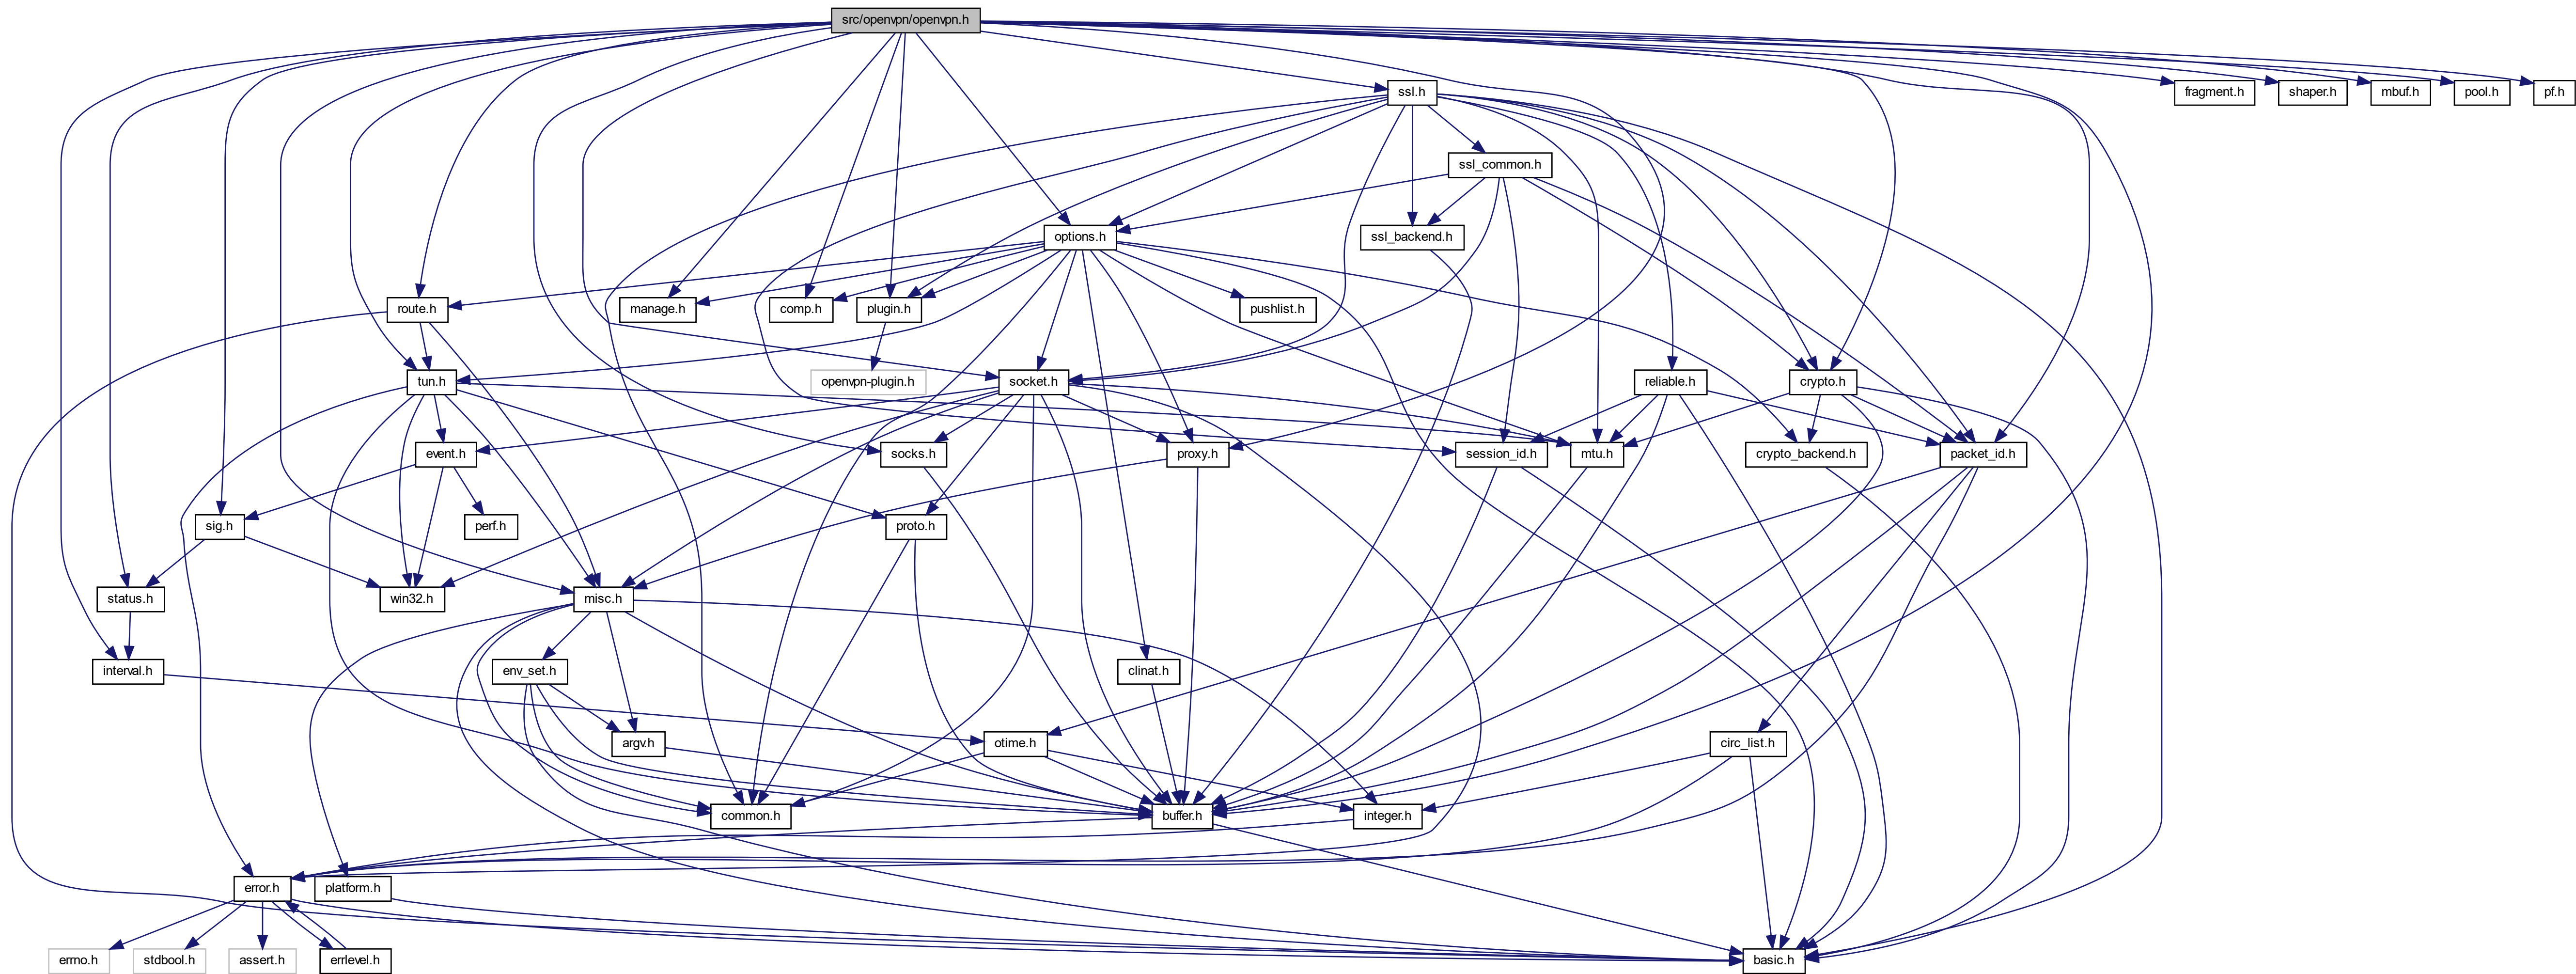 src/openvpn/openvpn.h
ssl.h
fragment.h
shaper.h
mbuf.h
pool.h
pf.h
ssl_common.h
options.h
ssl_backend.h
route.h
manage.h
comp.h
plugin.h
pushlist.h
tun.h
openvpn-plugin.h
socket.h
reliable.h
crypto.h
event.h
socks.h
proxy.h
session_id.h
mtu.h
crypto_backend.h
packet_id.h
sig.h
perf.h
proto.h
status.h
win32.h
misc.h
interval.h
env_set.h
clinat.h
argv.h
otime.h
circ_list.h
common.h
buffer.h
integer.h
error.h
platform.h
errno.h
stdbool.h
assert.h
errlevel.h
basic.h